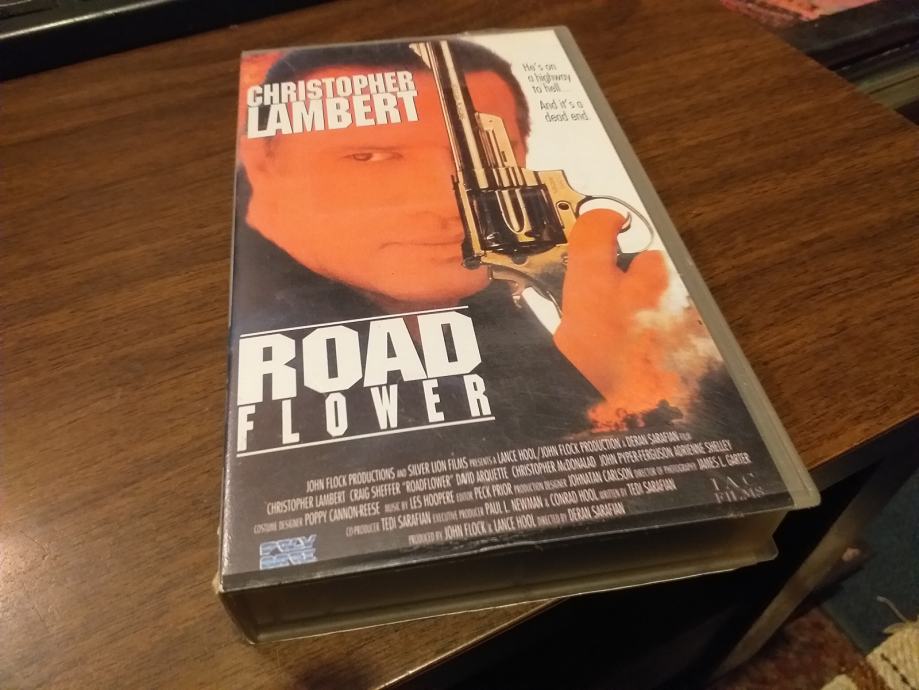 CHRISTOPHER
LAMBERT
He's on
a highway
to hell...
And it's a
dead end.
ROAD
FLOWER
JOHN FLOCK PRODUCTIONS AND SILVER LION FILMS PRESENTS A LANCE HOOL/JOHN FLOCK PRODUCTION A DERAN SARAFIAN FILM
CHRISTOPHER LAMBERT CRAIG SHEFFER "ROADFLOWER" DAVID ARQUETTE CHRISTOPHER McDONALD JOHN PYPER-FERGUSON ADRIENNE SHELLEY
COSTUME DESIGNER POPPY CANNON-REESE MUSIC BY LES HOOPERE EDITOR PECK PRIOR PRODUCTION DESIGNER JOHNATAN CARLSON DIRECTOR OF PHOTOGRAPHY JAMES L. CARTER
CO-PRODUCER TEDI SARAFIAN EXECUTIVE PRODUCER PAUL L. NEWMAN & CONRAD HOOL WRITTEN BY TEDI SARAFIAN
PRODUCED BY JOHN FLOCK & LANCE HOOL DIRECTED BY DERAN SARAFIAN
FILMS